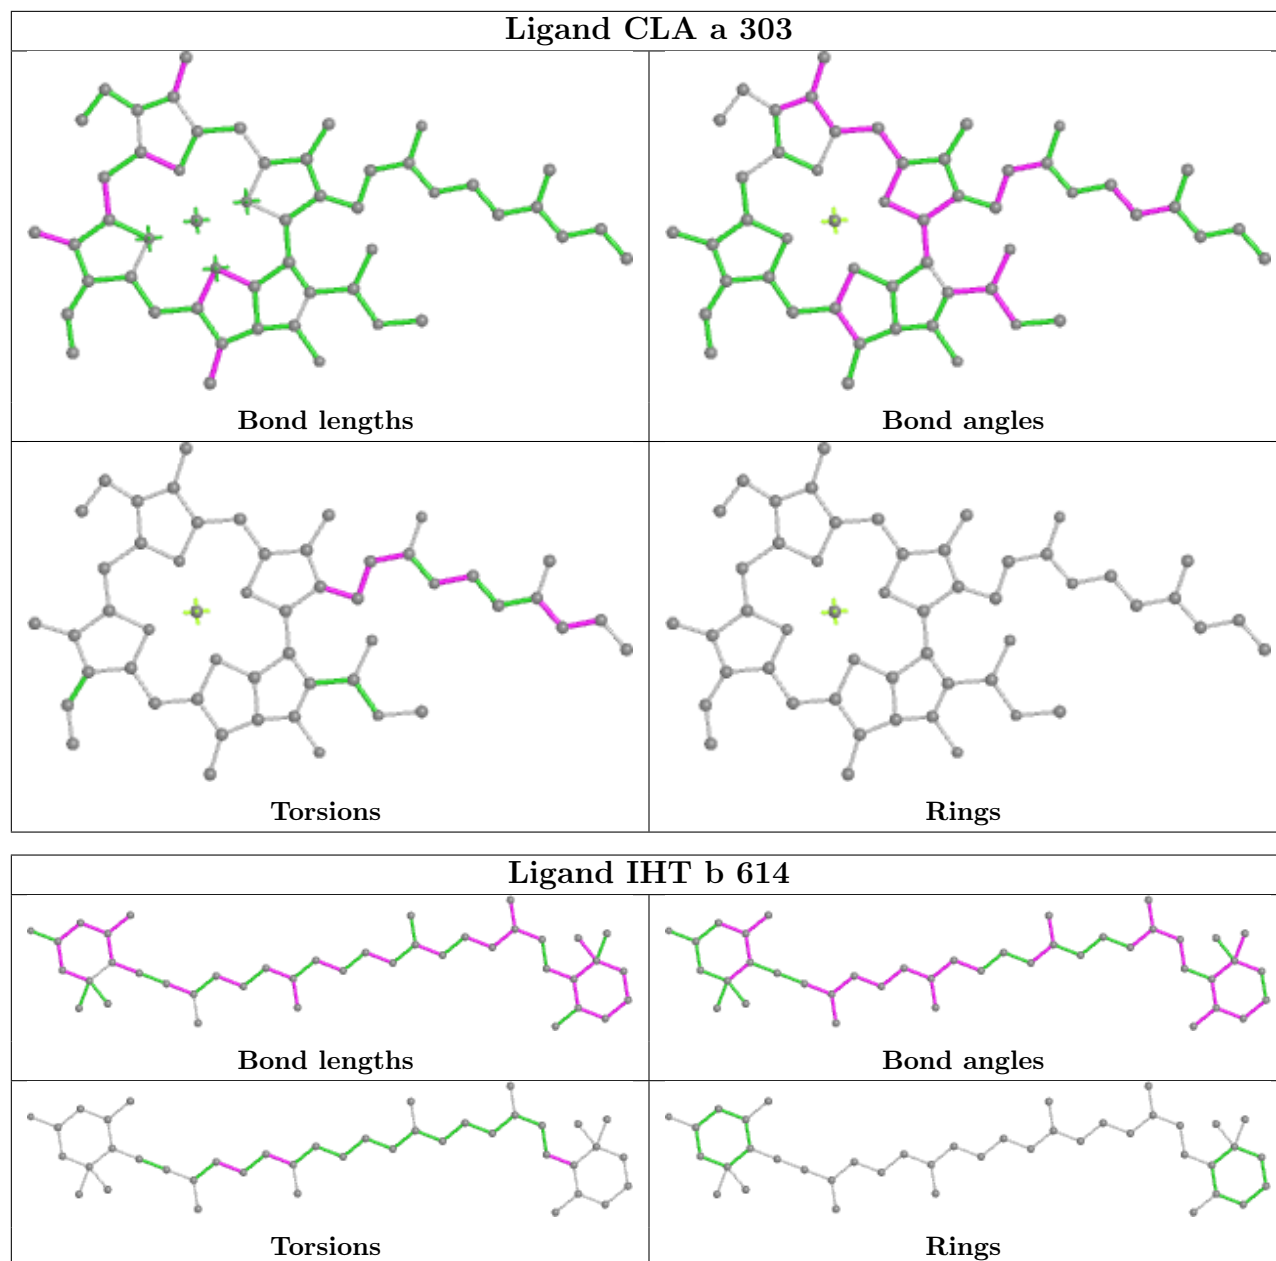 Ligand CLA a 303
Bond lengths
Bond angles
Torsions
Rings
Ligand IHT b 614
Bond lengths
Bond angles
Torsions
Rings